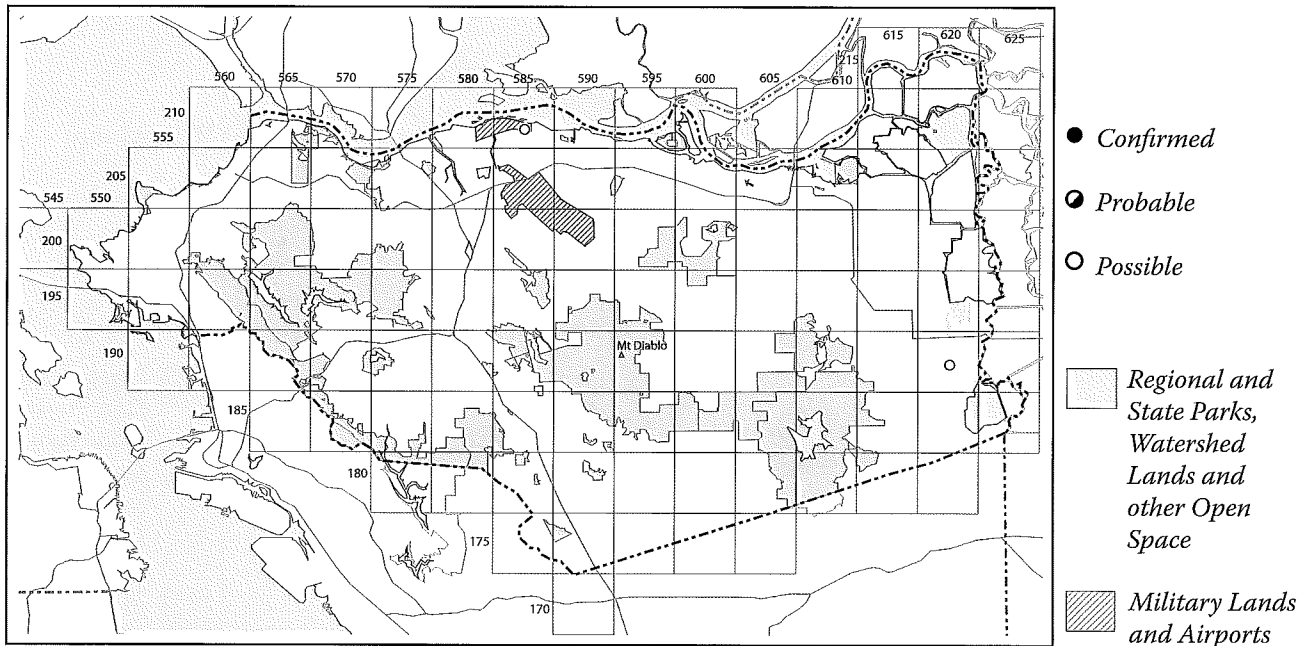 615
620
625
215
560
565
570
575
580
585
590
595
600
605
610
210
555
205
545
550
200
195
190
Mt Diablo
185
180
175
170
Confirmed
Probable
Possible
Regional and
State Parks,
Watershed
Lands and
other Open
Space
Military Lands
and Airports